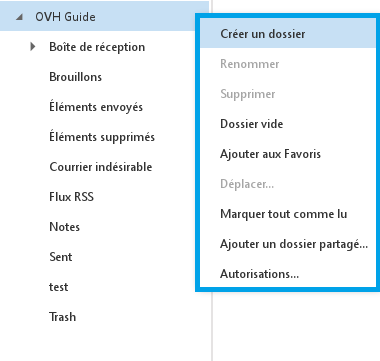 OVH Guide
Boîte de réception
Brouillons
Éléments envoyés
Éléments supprimés
Courrier indésirable
Flux RSS
Notes
Sent
test
Trash
Créer un dossier
Renommer
Supprimer
Dossier vide
Ajouter aux Favoris
Déplacer...
Marquer tout comme lu
Ajouter un dossier partagé...
Autorisations...